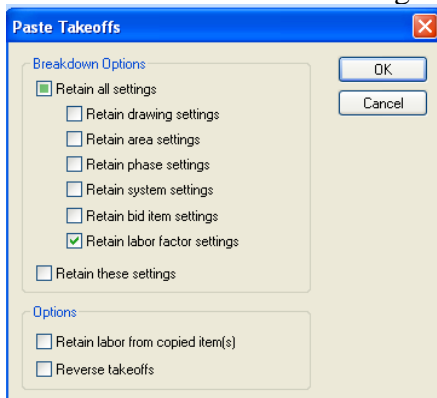 Paste Takeoffs
Breakdown Options
OK
Retain all settings
Cancel
Retain drawing settings
Retain area settings
Retain phase settings
Retain system settings
Retain bid item settings
Retain labor factor settings
Retain these settings
Options
Retain labor from copied item(s)
Reverse takeoffs